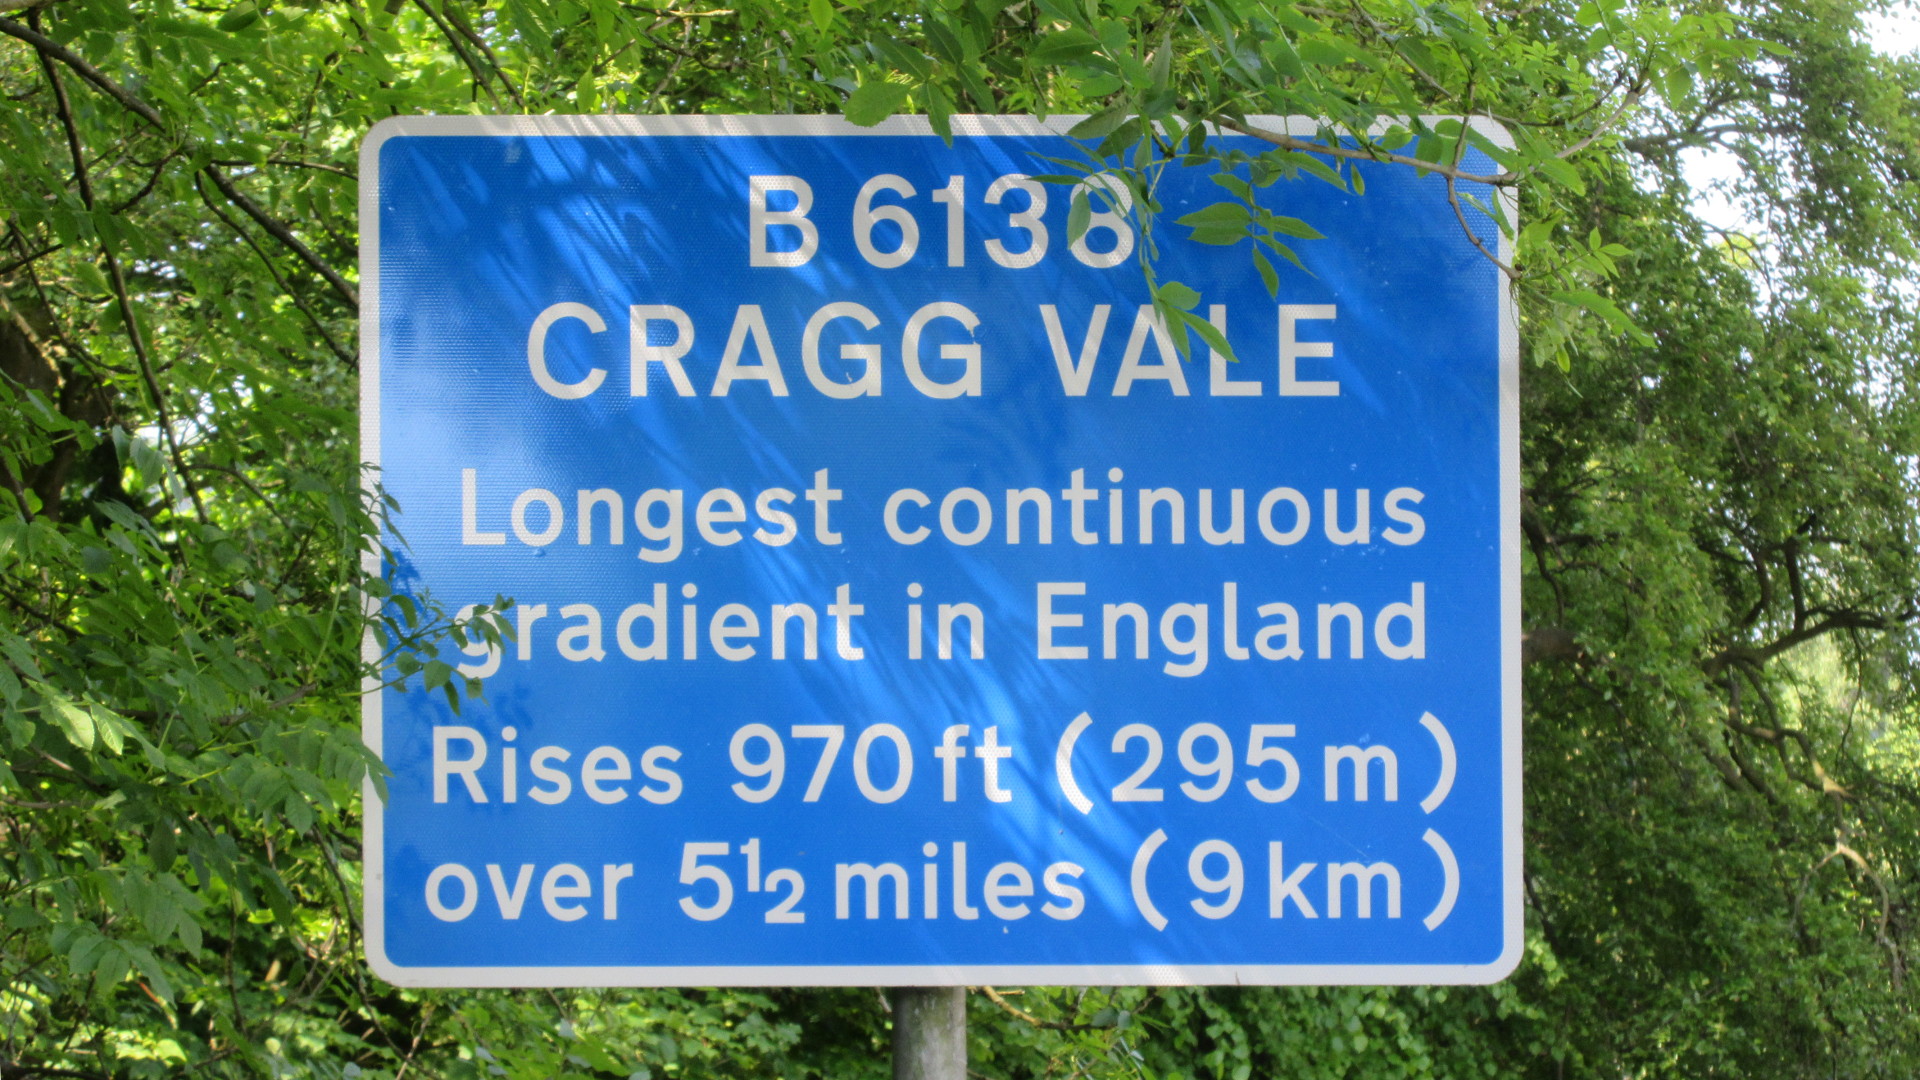 B 6138
CRAGG VALE
Longest continuous
gradient in England
Rises 970 ft (295 m)
over 5½ miles (9 km)